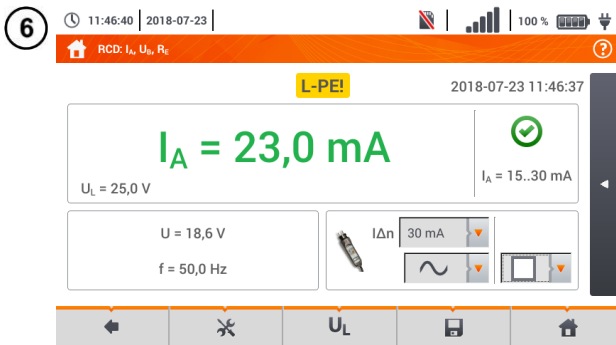 6
11:46:40 2018-07-23 100 %
RCD: IA, UB, RE ?
L-PE! 2018-07-23 11:46:37
IA = 23,0 mA
IA = 15..30 mA
UL = 25,0 V
U = 18,6 V
IΔn 30 mA
f = 50,0 Hz
UL